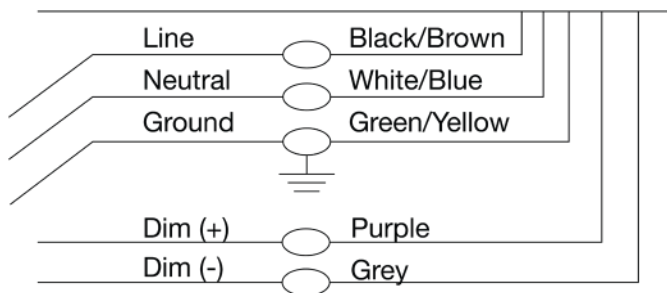 Line Black/Brown
Neutral White/Blue
Ground Green/Yellow
Dim (+) Purple
Dim (-) Grey